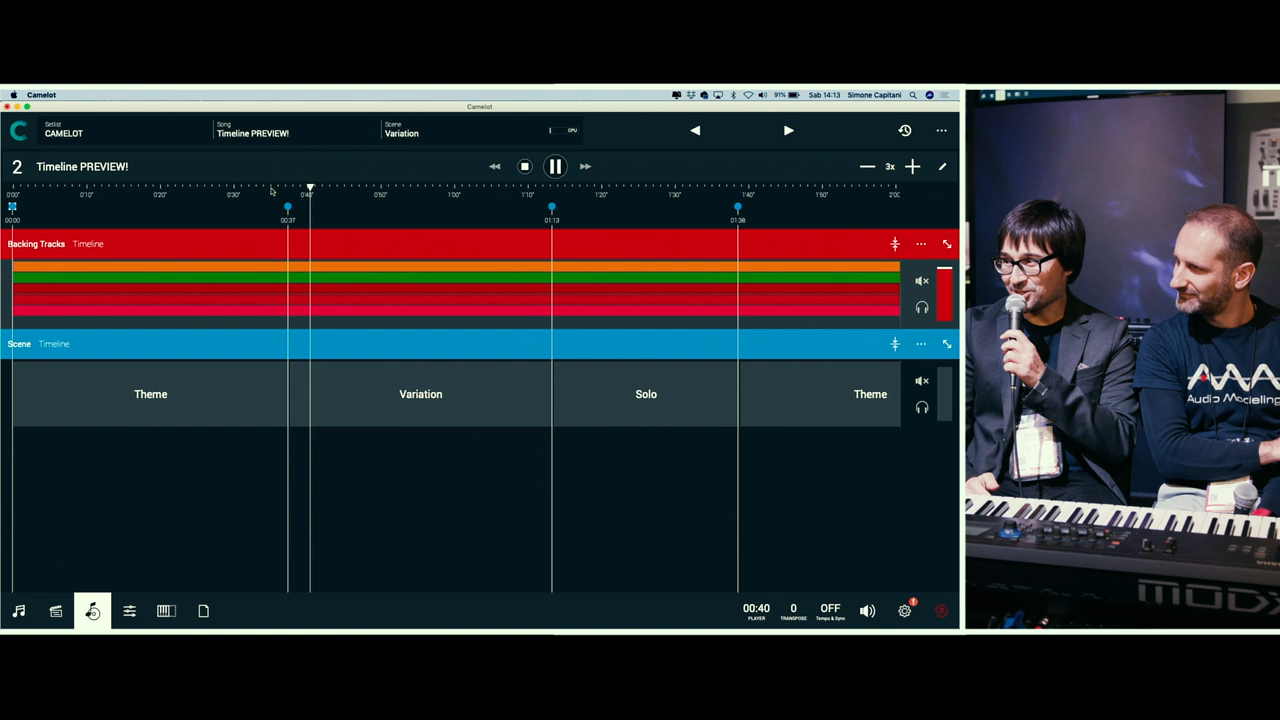 Camelot
91%
Sab 14:13
Simone Capitani
Camelot
Setlist
CAMELOT
Song
Timeline PREVIEW!
Scene
Variation
CPU
2
Timeline PREVIEW!
3x
0'00"
0'10"
0'20"
0'30"
0'40"
0'50"
1'00"
1'10"
1'20"
1'30"
1'40"
1'50"
00:00
00:37
01:13
01:38
Backing Tracks
Timeline
Scene
Timeline
Theme
Variation
Solo
Theme
00:40
PLAYER
0
TRANSPOSE
OFF
Tempo & Sync
Audio Modeling
MODX